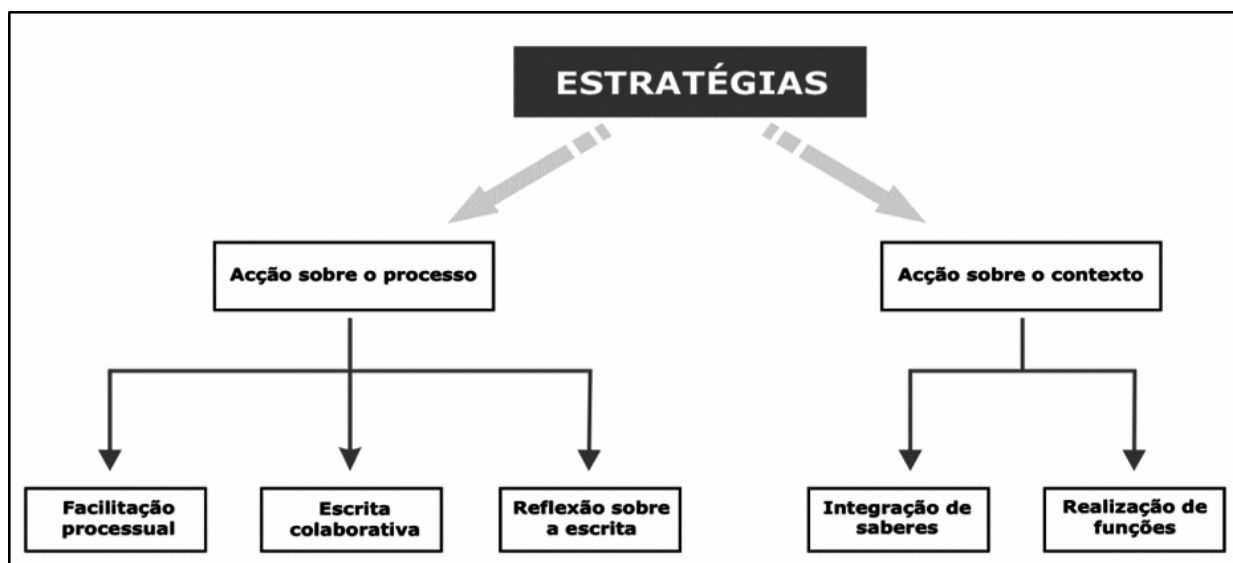 ESTRATÉGIAS
Acção sobre o processo
Acção sobre o contexto
Facilitação
processual
Escrita
colaborativa
Reflexão sobre
a escrita
Integração de
saberes
Realização de
funções